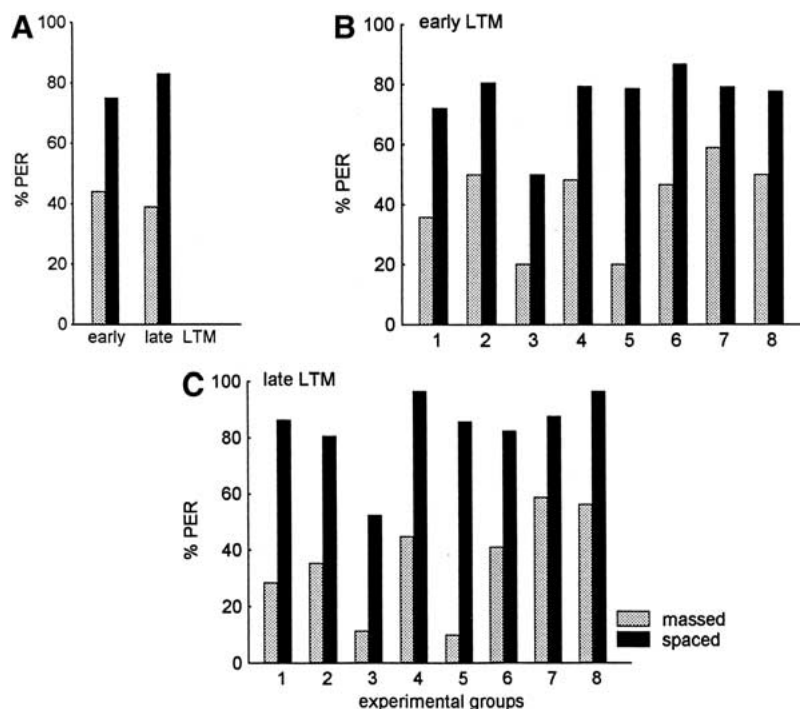 A
100
80
60
40
20
0
% PER
early late LTM
B early LTM
100
80
60
40
20
0
% PER
1 2 3 4 5 6 7 8
C late LTM
100
80
60
40
20
0
% PER
1 2 3 4 5 6 7 8
experimental groups
massed
spaced